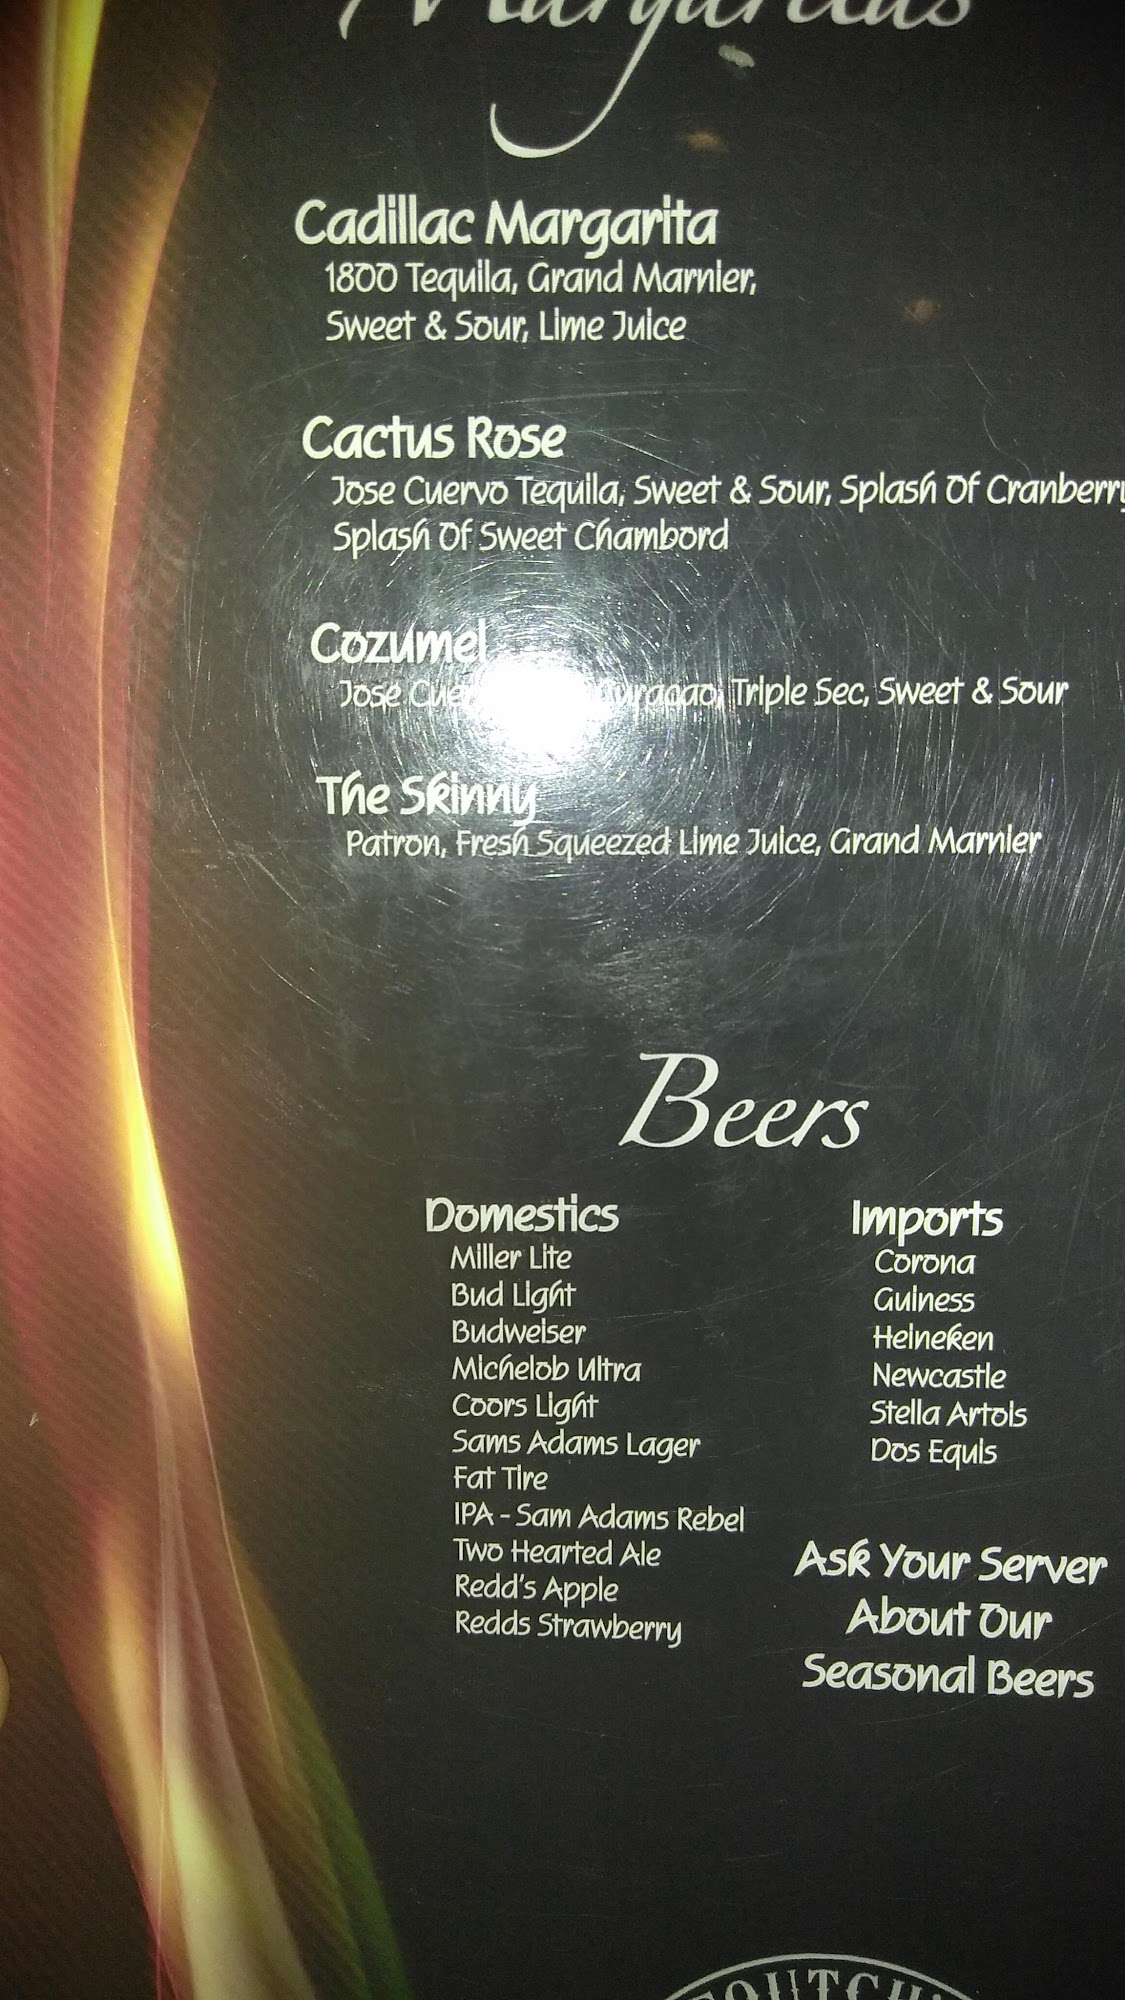 Margaritas
Cadillac Margarita
1800 Tequila, Grand Marnier,
Sweet & Sour, Lime Juice
Cactus Rose
Jose Cuervo Tequila, Sweet & Sour, Splash Of Cranberry
Splash Of Sweet Chambord
Cozumel
Jose Curacao, Triple Sec, Sweet & Sour
The Skinny
Patron, Fresh Squeezed Lime Juice, Grand Marnier
Beers
Domestics
Miller Lite
Bud Light
Budweiser
Michelob Ultra
Coors Light
Sams Adams Lager
Fat Tire
IPA - Sam Adams Rebel
Two Hearted Ale
Redd's Apple
Redds Strawberry
Imports
Corona
Guiness
Heineken
Newcastle
Stella Artois
Dos Equis
Ask Your Server
About Our
Seasonal Beers